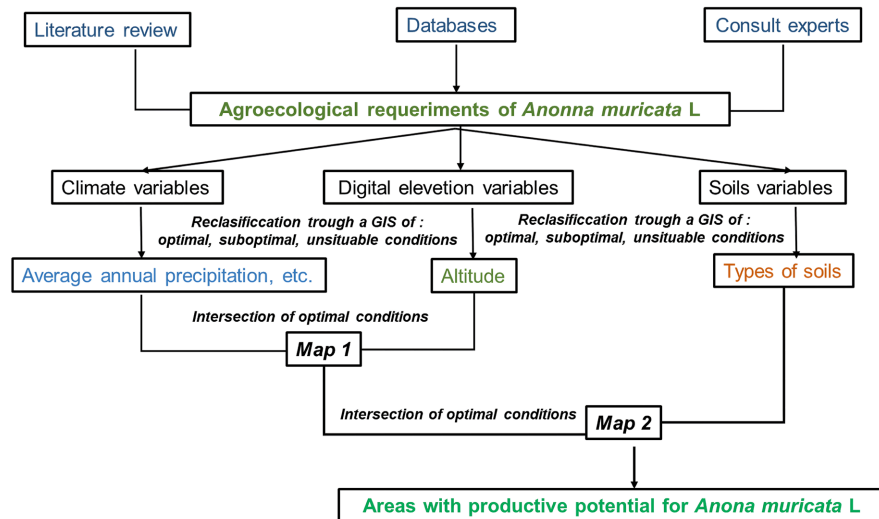 Literature review
Databases
Consult experts
Agroecological requeriments of Anonna muricata L
Climate variables
Digital elevetion variables
Soils variables
Reclasificcation trough a GIS of :
optimal, suboptimal, unsituable conditions
Reclasificcation trough a GIS of :
optimal, suboptimal, unsituable conditions
Average annual precipitation, etc.
Altitude
Types of soils
Intersection of optimal conditions
Map 1
Intersection of optimal conditions
Map 2
Areas with productive potential for Anona muricata L